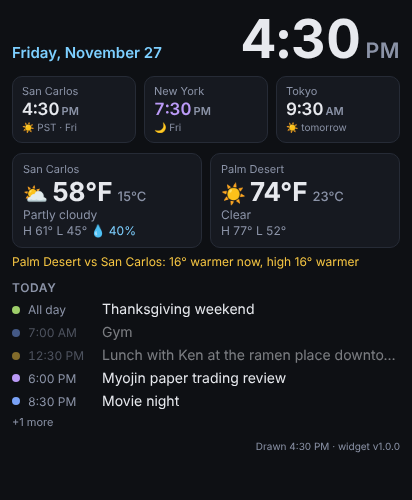 Friday, November 27
4:30 PM
San Carlos
4:30 PM
PST · Fri
New York
7:30 PM
Fri
Tokyo
9:30 AM
tomorrow
San Carlos
58°F 15°C
Partly cloudy
H 61° L 45° 💧 40%
Palm Desert
74°F 23°C
Clear
H 77° L 52°
Palm Desert vs San Carlos: 16° warmer now, high 16° warmer
TODAY
All day Thanksgiving weekend
7:00 AM Gym
12:30 PM Lunch with Ken at the ramen place downto...
6:00 PM Myojin paper trading review
8:30 PM Movie night
+1 more
Drawn 4:30 PM · widget v1.0.0